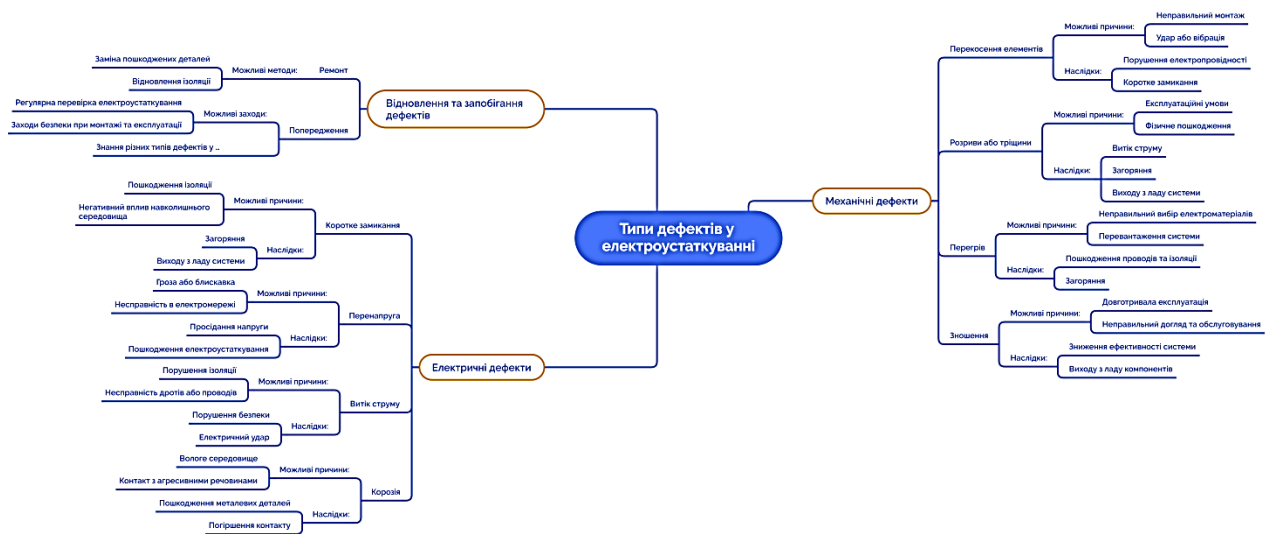 Типи дефектів у
електроустаткуванні
Механічні дефекти
Перекосення елементів
Можливі причини:
Неправильний монтаж
Удар або вібрація
Наслідки:
Порушення електропровідності
Коротке замикання
Розриви або тріщини
Можливі причини:
Експлуатаційні умови
Фізичне пошкодження
Наслідки:
Витік струму
Загоряння
Виходу з ладу системи
Перегрів
Можливі причини:
Неправильний вибір електроматеріалів
Перевантаження системи
Наслідки:
Пошкодження проводів та ізоляції
Загоряння
Зношення
Можливі причини:
Довготривала експлуатація
Неправильний догляд та обслуговування
Наслідки:
Зниження ефективності системи
Виходу з ладу компонентів
Електричні дефекти
Коротке замикання
Можливі причини:
Пошкодження ізоляції
Негативний вплив навколишнього
середовища
Наслідки:
Загоряння
Виходу з ладу системи
Перенапруга
Можливі причини:
Гроза або блискавка
Несправність в електромережі
Наслідки:
Просідання напруги
Пошкодження електроустаткування
Витік струму
Можливі причини:
Порушення ізоляції
Несправність дротів або проводів
Наслідки:
Порушення безпеки
Електричний удар
Корозія
Можливі причини:
Вологе середовище
Контакт з агресивними речовинами
Наслідки:
Пошкодження металевих деталей
Погіршення контакту
Відновлення та запобігання
дефектів
Ремонт
Можливі методи:
Заміна пошкоджених деталей
Відновлення ізоляції
Попередження
Можливі заходи:
Регулярна перевірка електроустаткування
Заходи безпеки при монтажі та експлуатації
Знання різних типів дефектів у ...